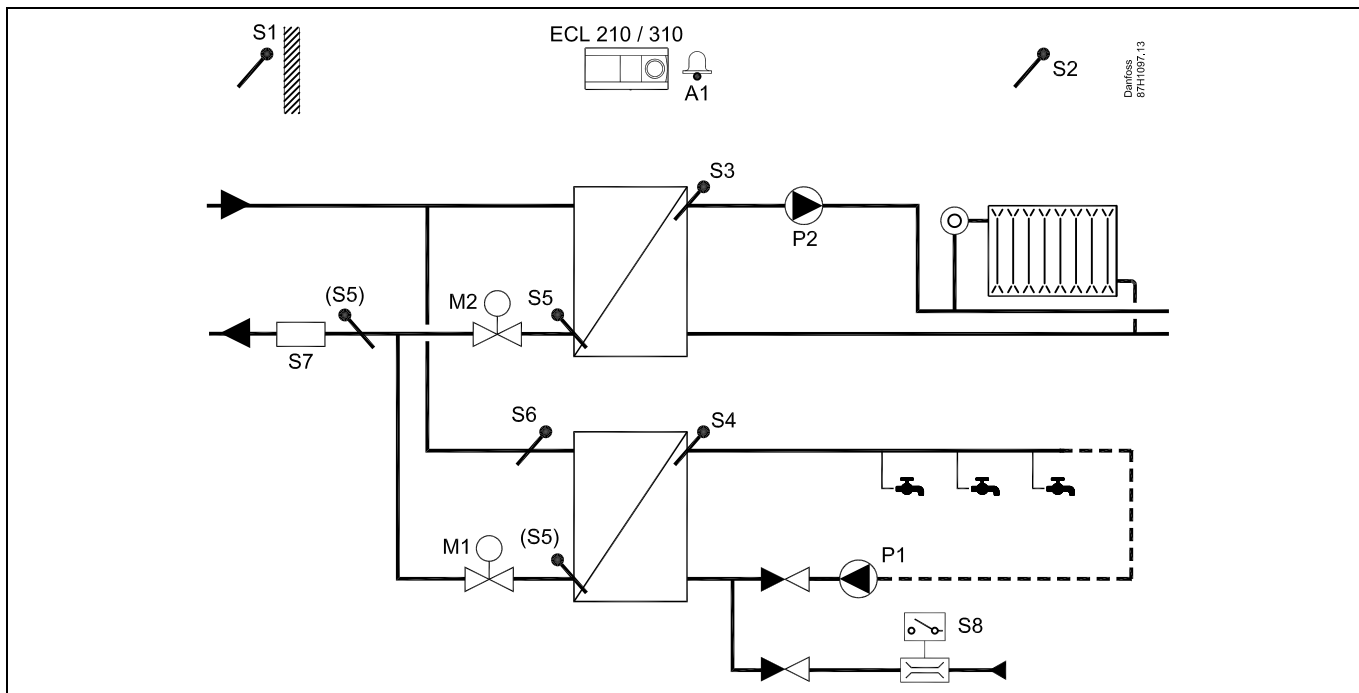 S1
ECL 210 / 310
A1
S2
Danfoss
87H1097.13
S3
P2
(S5)
M2
S5
S7
S6
S4
M1
(S5)
P1
S8